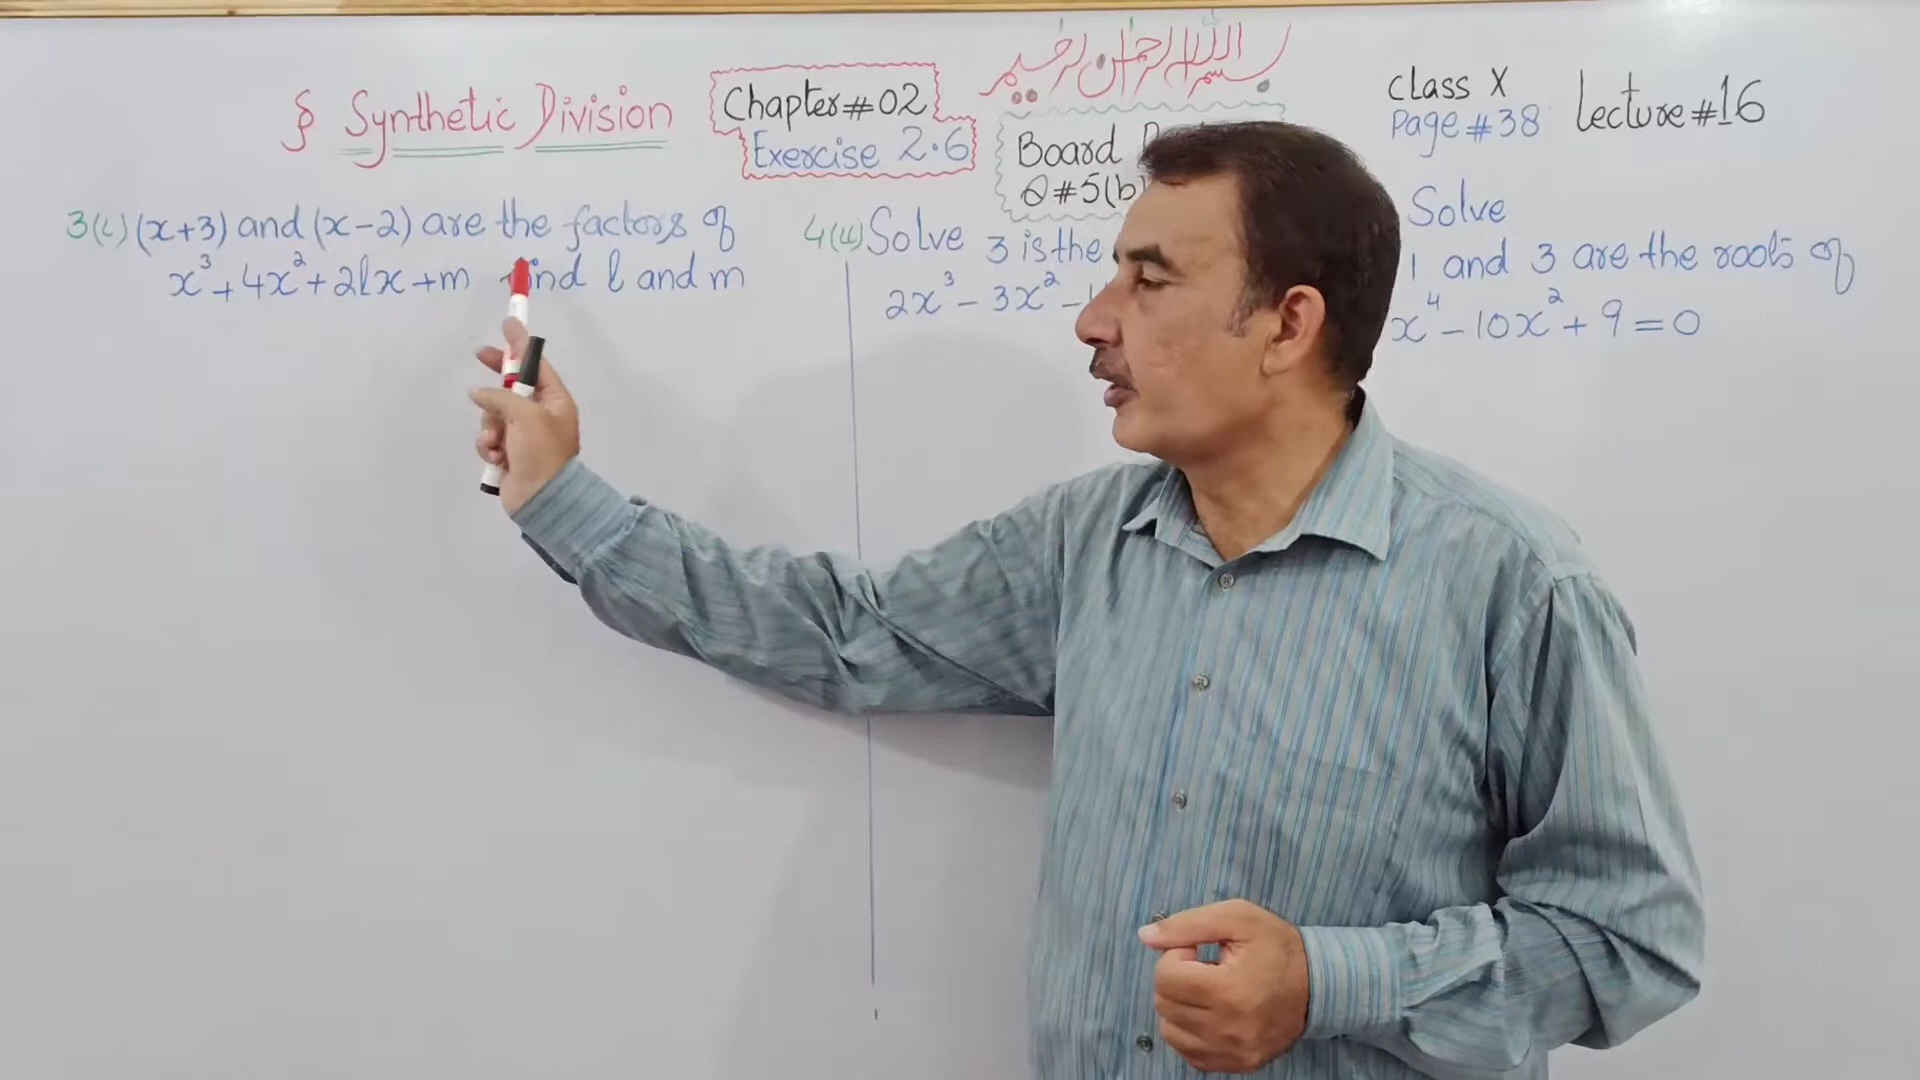 بسم الله الرحمن الرحيم
§ Synthetic Division
Chapter #02
Exercise 2.6
Board
Q#5(b)
Class X
Page #38
Lecture #16
3(i) (x+3) and (x-2) are the factors of
x³+4x²+2lx+m find l and m
4(ii) Solve 3 is the
2x³-3x²-
Solve
1 and 3 are the roots of
x⁴-10x²+9=0